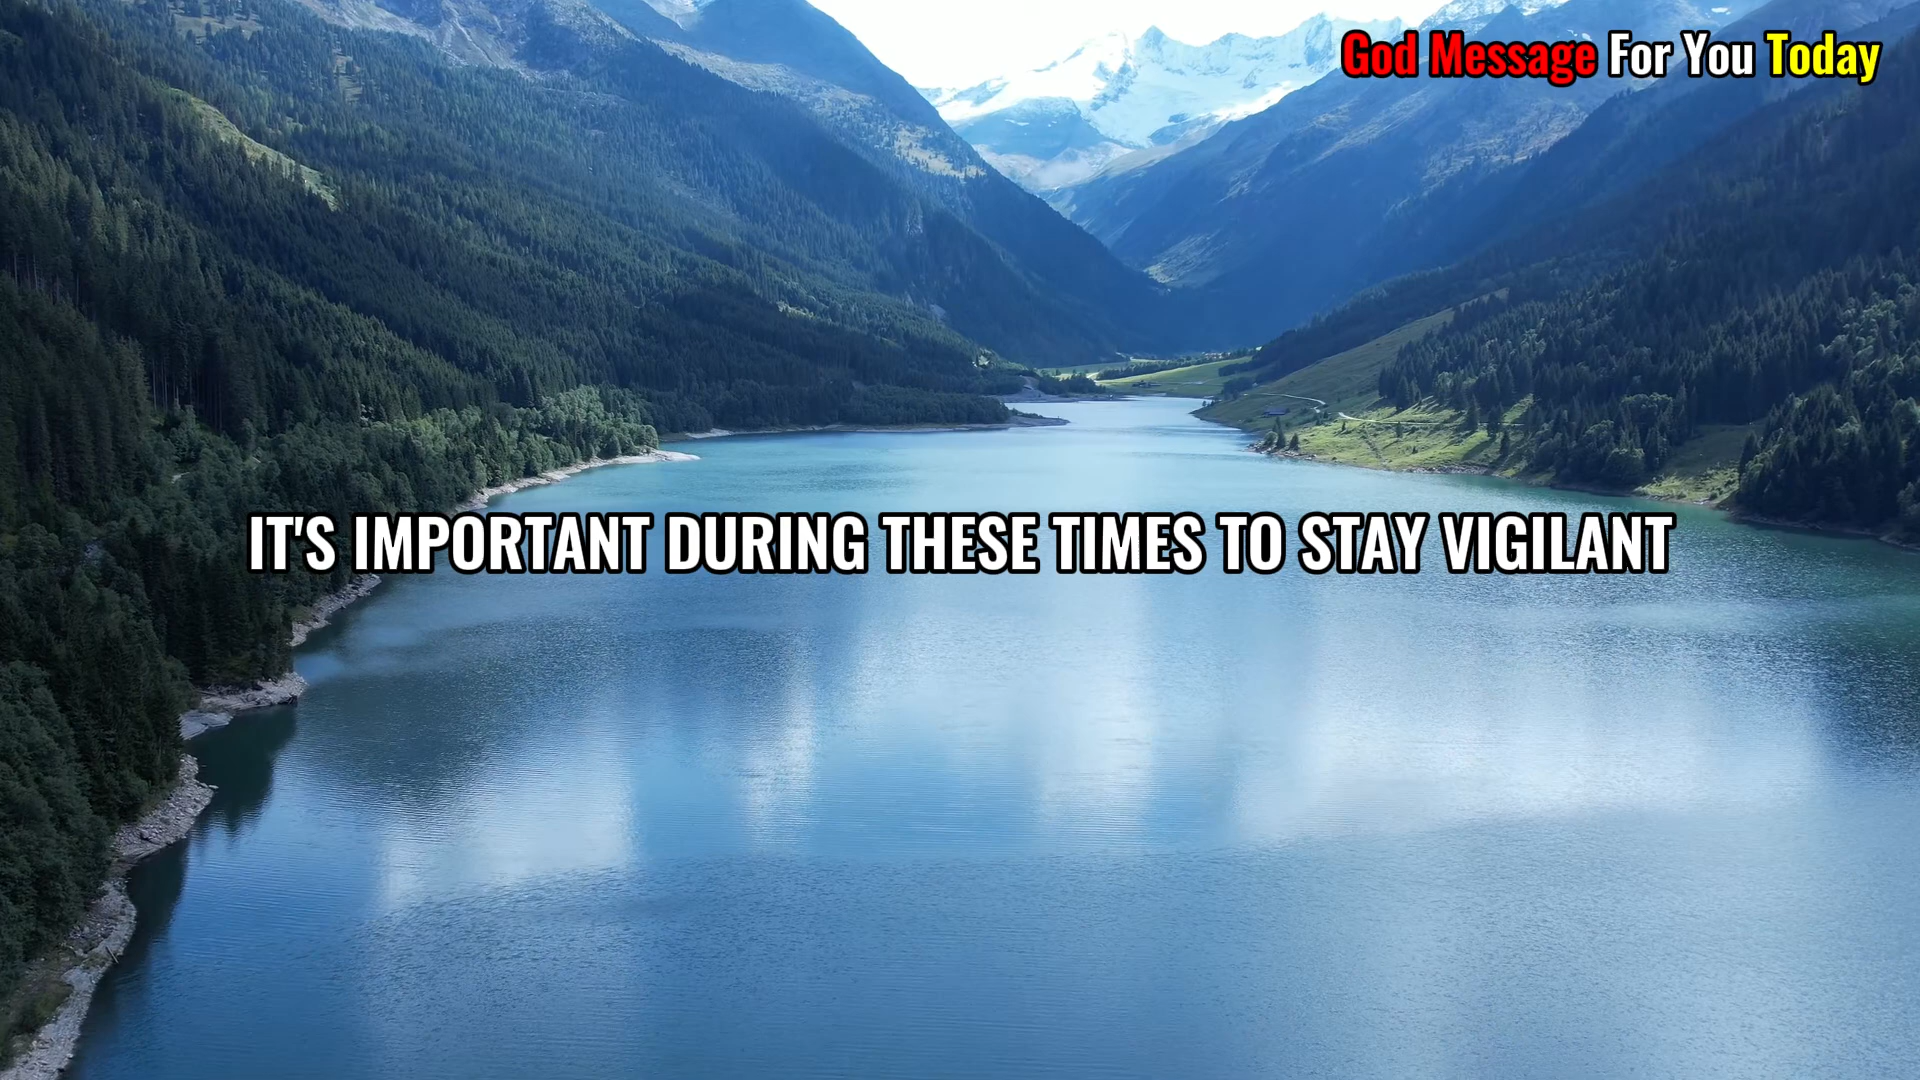 God Message For You Today
IT'S IMPORTANT DURING THESE TIMES TO STAY VIGILANT